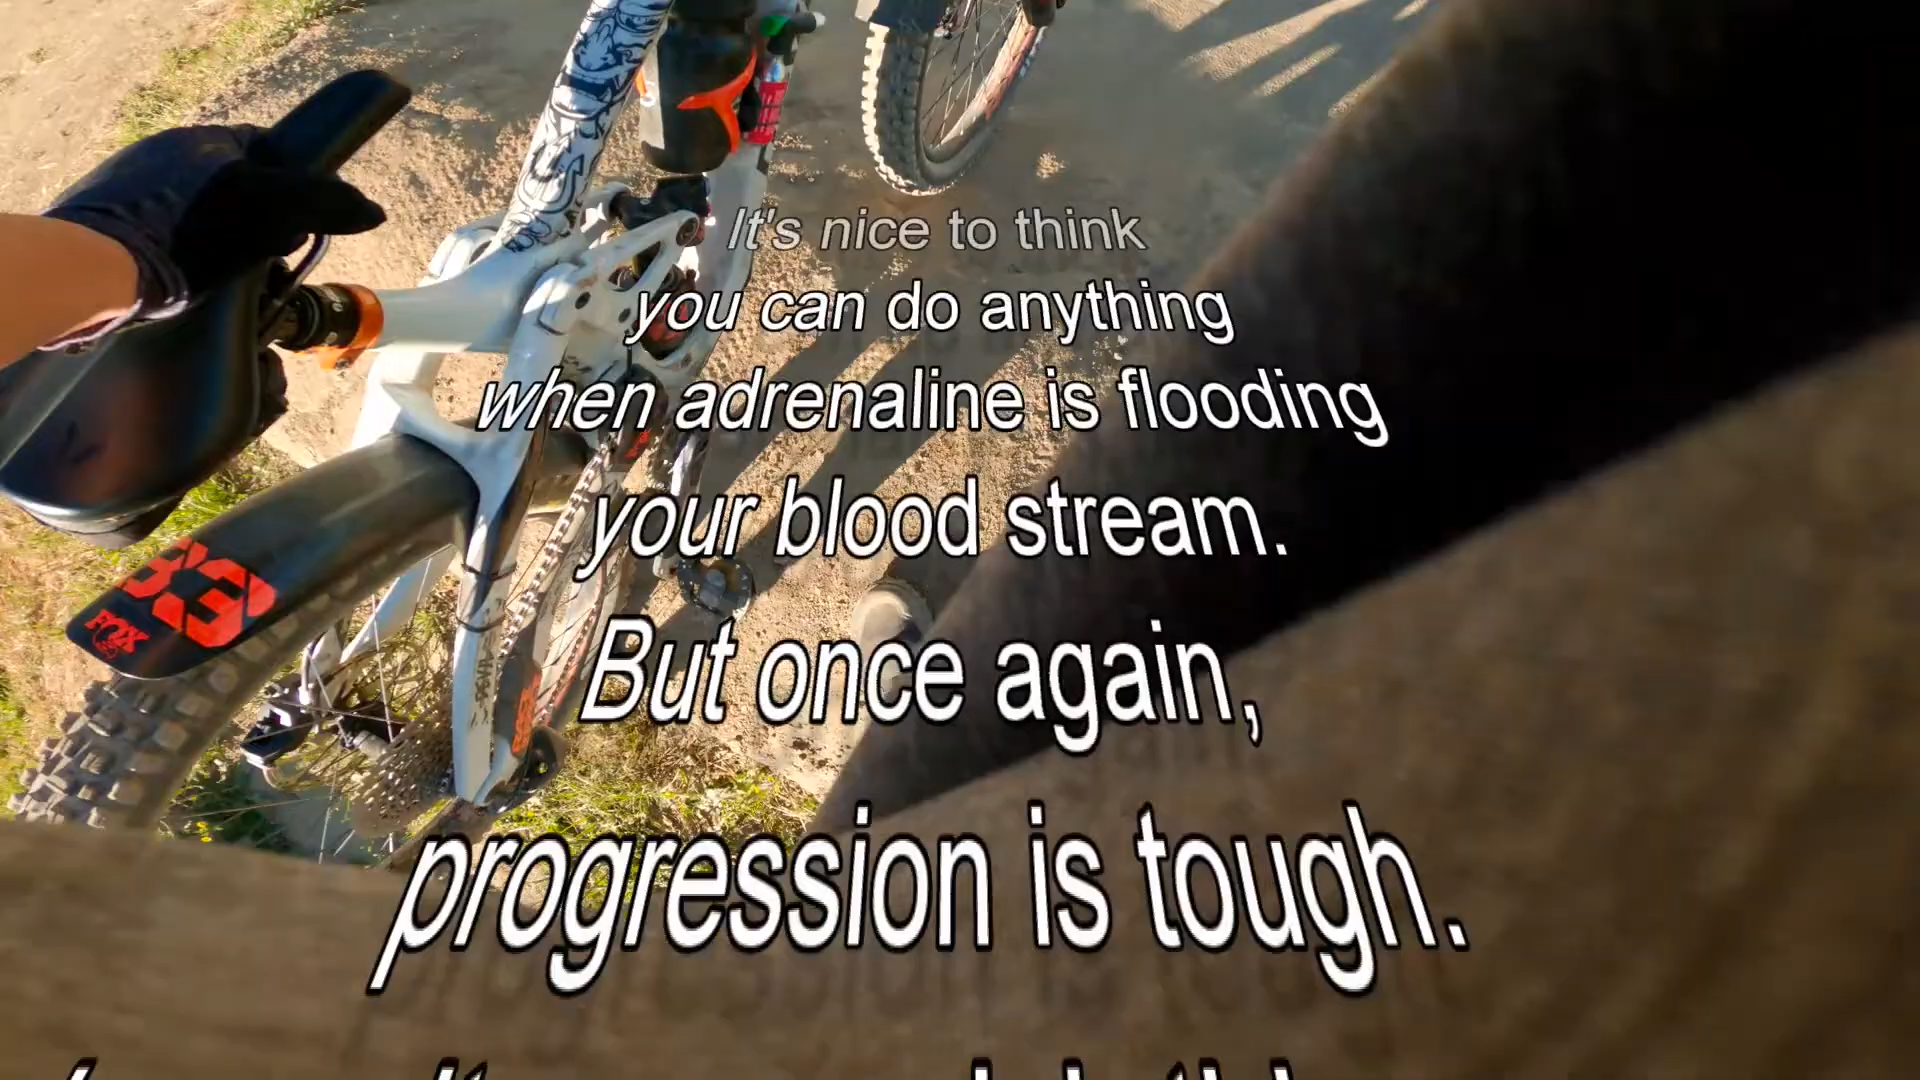 It's nice to think
you can do anything
when adrenaline is flooding
your blood stream.
But once again,
progression is tough.
FOX